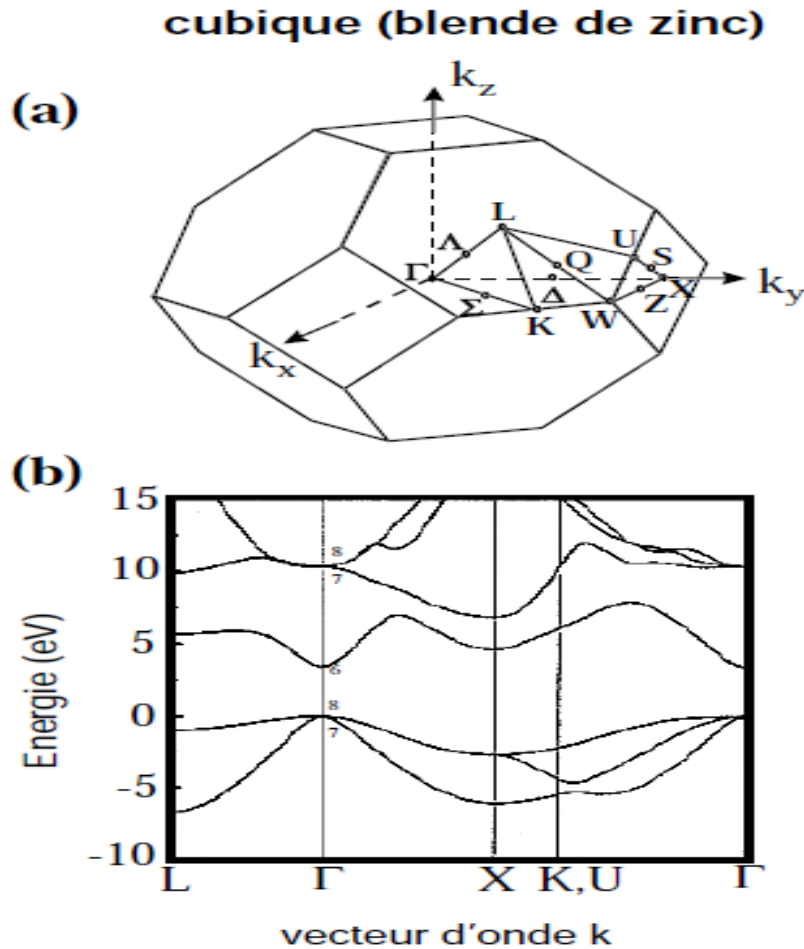 cubique (blende de zinc)
(a)
k_z
L
Λ
U
Γ
Q
S
X
k_y
Σ
Δ
Z
K
W
k_x
(b)
15
8
10
7
5
6
8
0
7
-5
-10
Energie (eV)
L Γ X K,U Γ
vecteur d'onde k